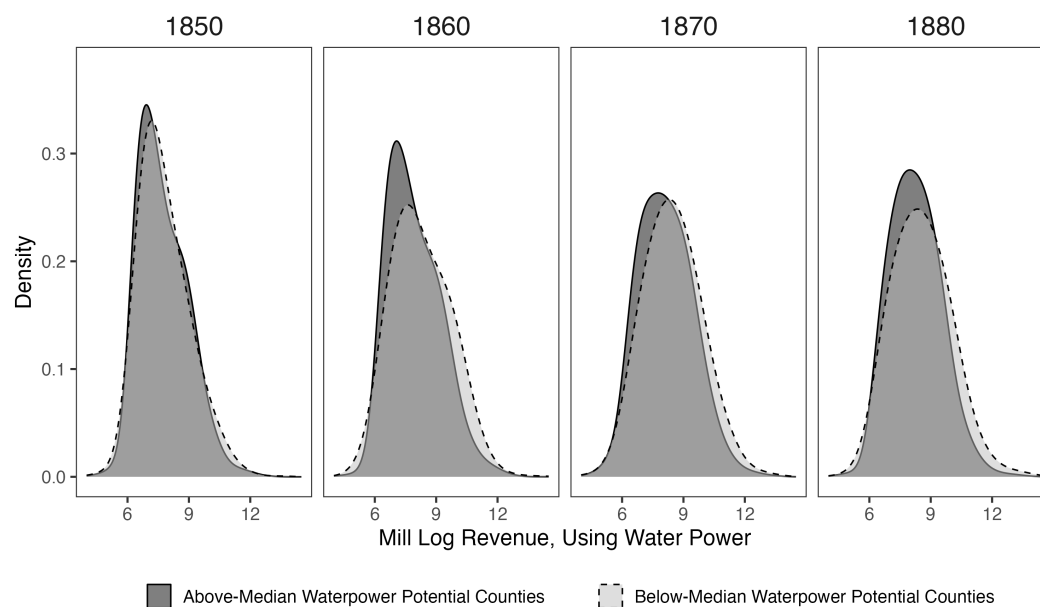 1850 1860 1870 1880
Density
0.3
0.2
0.1
0.0
6 9 12 6 9 12 6 9 12 6 9 12
Mill Log Revenue, Using Water Power
Above-Median Waterpower Potential Counties Below-Median Waterpower Potential Counties